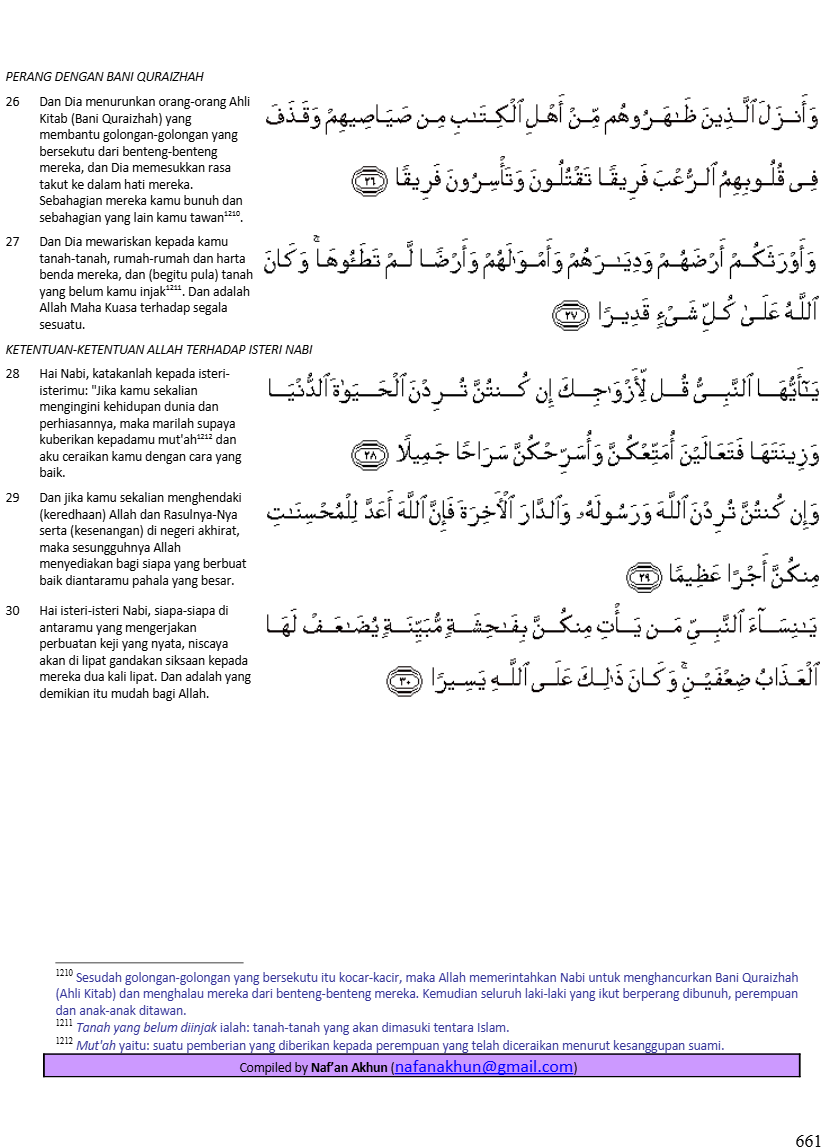 PERANG DENGAN BANI QURAIZHAH
26 Dan Dia menurunkan orang-orang Ahli
Kitab (Bani Quraizhah) yang
membantu golongan-golongan yang
bersekutu dari benteng-benteng
mereka, dan Dia memesukkan rasa
takut ke dalam hati mereka.
Sebahagian mereka kamu bunuh dan
sebahagian yang lain kamu tawan¹²¹⁰.
وَأَنزَلَ ٱلَّذِينَ ظَـٰهَرُوهُم مِّنْ أَهْلِ ٱلْكِتَـٰبِ مِن صَيَاصِيهِمْ وَقَذَفَ
فِى قُلُوبِهِمُ ٱلرُّعْبَ فَرِيقًا تَقْتُلُونَ وَتَأْسِرُونَ فَرِيقًا ٢٦
27 Dan Dia mewariskan kepada kamu
tanah-tanah, rumah-rumah dan harta
benda mereka, dan (begitu pula) tanah
yang belum kamu injak¹²¹¹. Dan adalah
Allah Maha Kuasa terhadap segala
sesuatu.
وَأَوْرَثَكُمْ أَرْضَهُمْ وَدِيَـٰرَهُمْ وَأَمْوَٰلَهُمْ وَأَرْضًا لَّمْ تَطَـُٔوهَا ۚ وَكَانَ
ٱللَّهُ عَلَىٰ كُلِّ شَىْءٍ قَدِيرًا ٢٧
KETENTUAN-KETENTUAN ALLAH TERHADAP ISTERI NABI
28 Hai Nabi, katakanlah kepada isteri-
isterimu: "Jika kamu sekalian
mengingini kehidupan dunia dan
perhiasannya, maka marilah supaya
kuberikan kepadamu mut'ah¹²¹² dan
aku ceraikan kamu dengan cara yang
baik.
يَـٰٓأَيُّهَا ٱلنَّبِىُّ قُل لِّأَزْوَٰجِكَ إِن كُنتُنَّ تُرِدْنَ ٱلْحَيَوٰةَ ٱلدُّنْيَا
وَزِينَتَهَا فَتَعَالَيْنَ أُمَتِّعْكُنَّ وَأُسَرِّحْكُنَّ سَرَاحًا جَمِيلًا ٢٨
29 Dan jika kamu sekalian menghendaki
(keredhaan) Allah dan Rasulnya-Nya
serta (kesenangan) di negeri akhirat,
maka sesungguhnya Allah
menyediakan bagi siapa yang berbuat
baik diantaramu pahala yang besar.
وَإِن كُنتُنَّ تُرِدْنَ ٱللَّهَ وَرَسُولَهُۥ وَٱلدَّارَ ٱلْأَخِرَةَ فَإِنَّ ٱللَّهَ أَعَدَّ لِلْمُحْسِنَـٰتِ
مِنكُنَّ أَجْرًا عَظِيمًا ٢٩
30 Hai isteri-isteri Nabi, siapa-siapa di
antaramu yang mengerjakan
perbuatan keji yang nyata, niscaya
akan di lipat gandakan siksaan kepada
mereka dua kali lipat. Dan adalah yang
demikian itu mudah bagi Allah.
يَـٰنِسَآءَ ٱلنَّبِىِّ مَن يَأْتِ مِنكُنَّ بِفَـٰحِشَةٍ مُّبَيِّنَةٍ يُضَـٰعَفْ لَهَا
ٱلْعَذَابُ ضِعْفَيْنِ ۚ وَكَانَ ذَٰلِكَ عَلَى ٱللَّهِ يَسِيرًا ٣٠
¹²¹⁰ Sesudah golongan-golongan yang bersekutu itu kocar-kacir, maka Allah memerintahkan Nabi untuk menghancurkan Bani Quraizhah
(Ahli Kitab) dan menghalau mereka dari benteng-benteng mereka. Kemudian seluruh laki-laki yang ikut berperang dibunuh, perempuan
dan anak-anak ditawan.
¹²¹¹ Tanah yang belum diinjak ialah: tanah-tanah yang akan dimasuki tentara Islam.
¹²¹² Mut'ah yaitu: suatu pemberian yang diberikan kepada perempuan yang telah diceraikan menurut kesanggupan suami.
Compiled by Naf’an Akhun (nafanakhun@gmail.com)
661